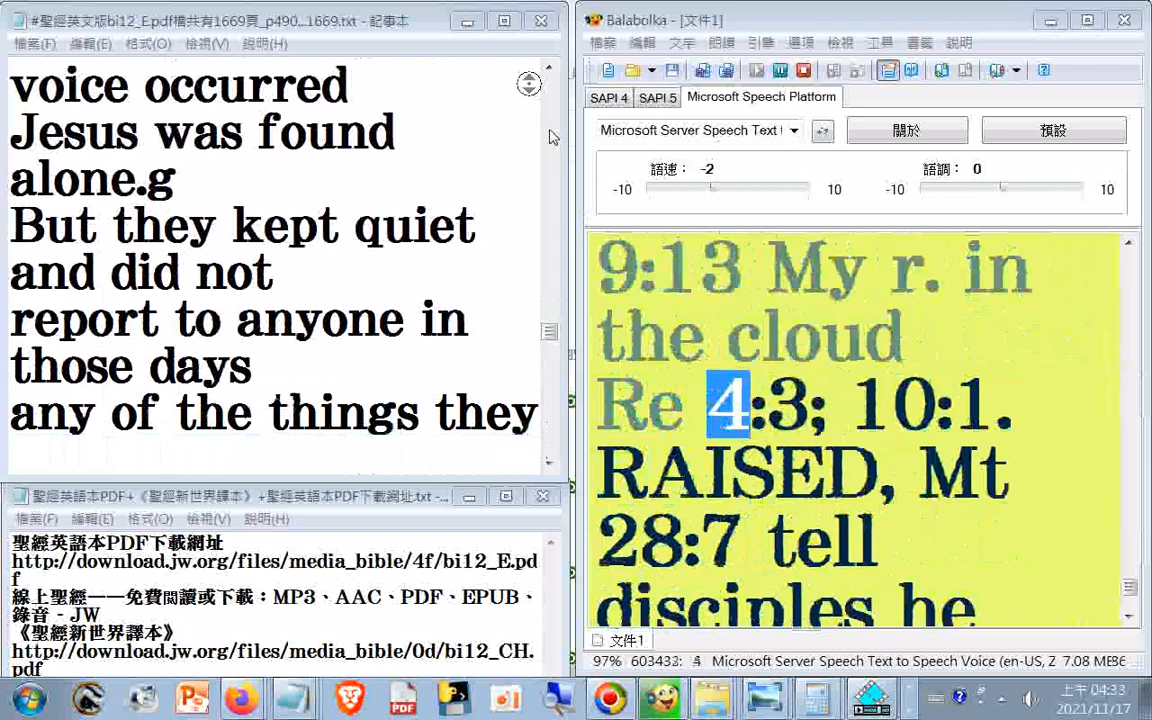 #聖經英文版bi12_E.pdf檔共有1669頁_p490...1669.txt - 記事本
檔案(F) 編輯(E) 格式(O) 檢視(V) 說明(H)
voice occurred
Jesus was found
alone.g
But they kept quiet
and did not
report to anyone in
those days
any of the things they
聖經英語本PDF+《聖經新世界譯本》+聖經英語本PDF下載網址.txt - ...
檔案(F) 編輯(E) 格式(O) 檢視(V) 說明(H)
聖經英語本PDF下載網址
http://download.jw.org/files/media_bible/4f/bi12_E.pd
f
線上聖經——免費閱讀或下載：MP3、AAC、PDF、EPUB、
錄音 - JW
《聖經新世界譯本》
http://download.jw.org/files/media_bible/0d/bi12_CH.
pdf
Balabolka - [文件1]
檔案 編輯 文字 朗讀 引擎 選項 檢視 工具 書籤 說明
SAPI 4 SAPI 5 Microsoft Speech Platform
Microsoft Server Speech Text 關於 預設
語速： -2 語調： 0
-10 10 -10 10
9:13 My r. in
the cloud
Re 4:3; 10:1.
RAISED, Mt
28:7 tell
disciples he
文件1
97% 603432: 4 Microsoft Server Speech Text to Speech Voice (en-US, Z 7.08 MB
上午 04:33
2021/11/17